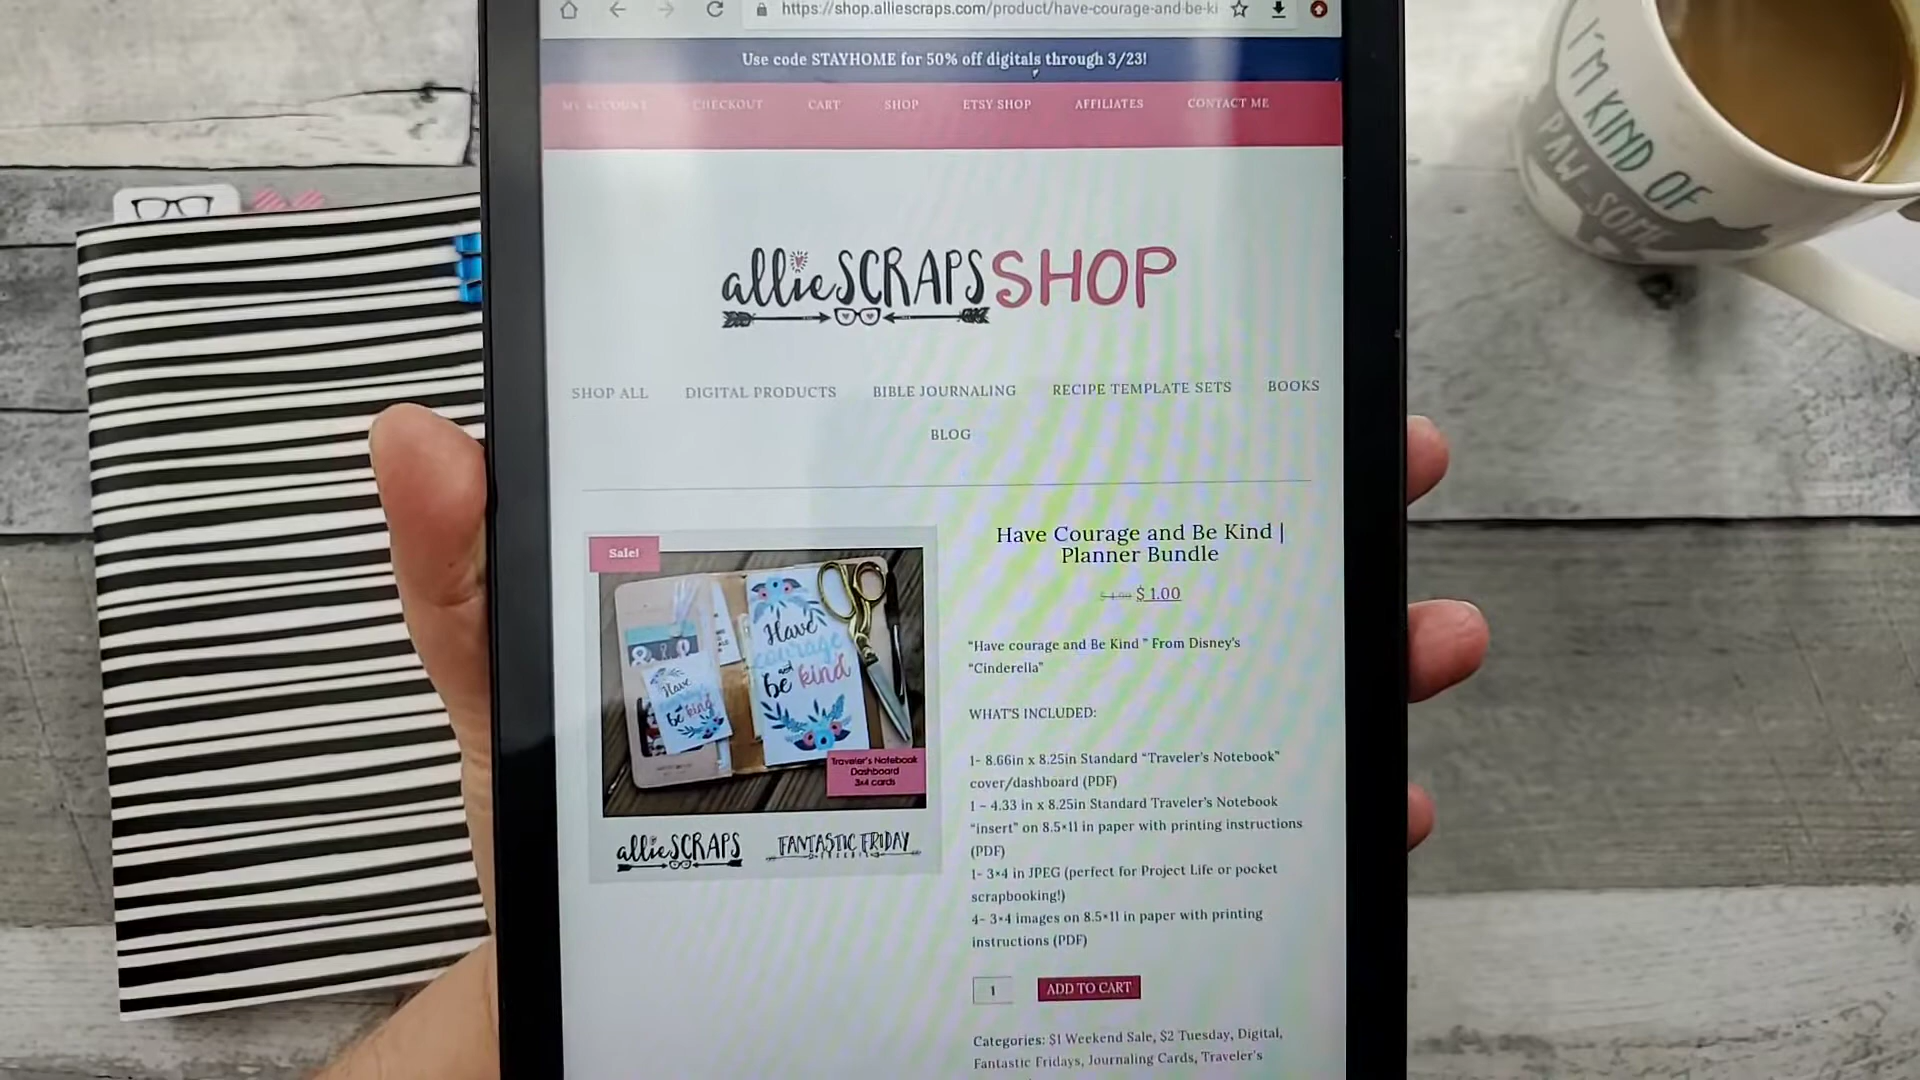 https://shop.alliescraps.com/product/have-courage-and-be-ki
Use code STAYHOME for 50% off digitals through 3/23!
MY ACCOUNT CHECKOUT CART SHOP ETSY SHOP AFFILIATES CONTACT ME
allieSCRAPS SHOP
SHOP ALL DIGITAL PRODUCTS BIBLE JOURNALING RECIPE TEMPLATE SETS BOOKS
BLOG
Sale!
Have
courage
and
be kind
Have
be kind
Traveler's Notebook
Dashboard
3x4 cards
allieSCRAPS FANTASTIC FRIDAY
Have Courage and Be Kind |
Planner Bundle
$1.00
“Have courage and Be Kind ” From Disney's
“Cinderella”
WHAT'S INCLUDED:
1- 8.66in x 8.25in Standard “Traveler's Notebook”
cover/dashboard (PDF)
1 – 4.33 in x 8.25in Standard Traveler's Notebook
“insert” on 8.5×11 in paper with printing instructions
(PDF)
1- 3×4 in JPEG (perfect for Project Life or pocket
scrapbooking!)
4- 3×4 images on 8.5×11 in paper with printing
instructions (PDF)
1 ADD TO CART
Categories: $1 Weekend Sale, $2 Tuesday, Digital,
Fantastic Fridays, Journaling Cards, Traveler's
I'M KIND OF
PAW-SOME